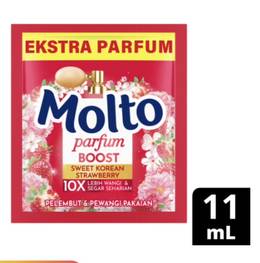 EKSTRA PARFUM
Molto
parfum
BOOST
SWEET KOREAN
STRAWBERRY
10X LEBIH WANGI & SEGAR SEHARIAN
PELEMBUT & PEWANGI PAKAIAN
11
mL